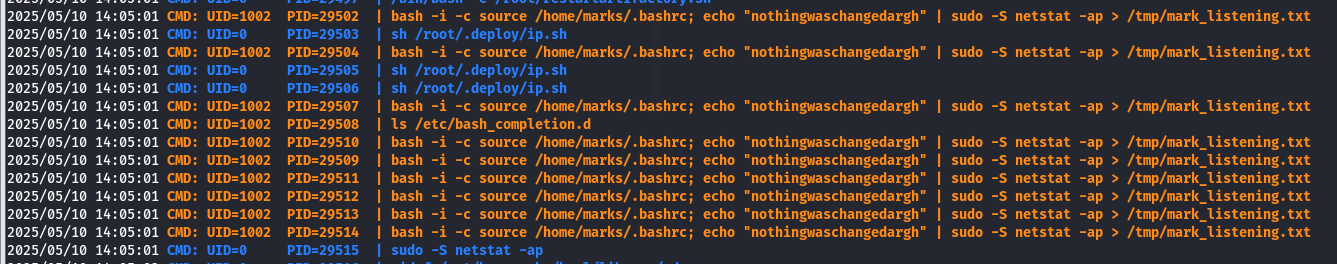 2025/05/10 14:05:01 CMD: UID=1002 PID=29502 | bash -i -c source /home/marks/.bashrc; echo "nothingwaschangedargh" | sudo -S netstat -ap > /tmp/mark_listening.txt
2025/05/10 14:05:01 CMD: UID=0 PID=29503 | sh /root/.deploy/ip.sh
2025/05/10 14:05:01 CMD: UID=1002 PID=29504 | bash -i -c source /home/marks/.bashrc; echo "nothingwaschangedargh" | sudo -S netstat -ap > /tmp/mark_listening.txt
2025/05/10 14:05:01 CMD: UID=0 PID=29505 | sh /root/.deploy/ip.sh
2025/05/10 14:05:01 CMD: UID=0 PID=29506 | sh /root/.deploy/ip.sh
2025/05/10 14:05:01 CMD: UID=1002 PID=29507 | bash -i -c source /home/marks/.bashrc; echo "nothingwaschangedargh" | sudo -S netstat -ap > /tmp/mark_listening.txt
2025/05/10 14:05:01 CMD: UID=1002 PID=29508 | ls /etc/bash_completion.d
2025/05/10 14:05:01 CMD: UID=1002 PID=29510 | bash -i -c source /home/marks/.bashrc; echo "nothingwaschangedargh" | sudo -S netstat -ap > /tmp/mark_listening.txt
2025/05/10 14:05:01 CMD: UID=1002 PID=29509 | bash -i -c source /home/marks/.bashrc; echo "nothingwaschangedargh" | sudo -S netstat -ap > /tmp/mark_listening.txt
2025/05/10 14:05:01 CMD: UID=1002 PID=29511 | bash -i -c source /home/marks/.bashrc; echo "nothingwaschangedargh" | sudo -S netstat -ap > /tmp/mark_listening.txt
2025/05/10 14:05:01 CMD: UID=1002 PID=29512 | bash -i -c source /home/marks/.bashrc; echo "nothingwaschangedargh" | sudo -S netstat -ap > /tmp/mark_listening.txt
2025/05/10 14:05:01 CMD: UID=1002 PID=29513 | bash -i -c source /home/marks/.bashrc; echo "nothingwaschangedargh" | sudo -S netstat -ap > /tmp/mark_listening.txt
2025/05/10 14:05:01 CMD: UID=1002 PID=29514 | bash -i -c source /home/marks/.bashrc; echo "nothingwaschangedargh" | sudo -S netstat -ap > /tmp/mark_listening.txt
2025/05/10 14:05:01 CMD: UID=0 PID=29515 | sudo -S netstat -ap